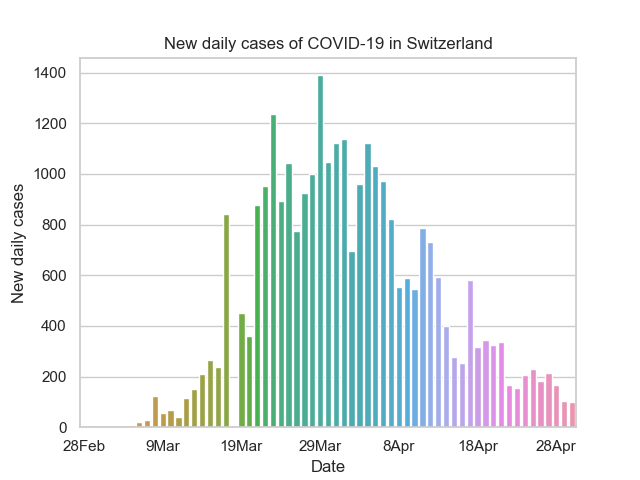 New daily cases of COVID-19 in Switzerland
1400
1200
1000
800
600
400
200
0
New daily cases
28Feb 9Mar 19Mar 29Mar 8Apr 18Apr 28Apr
Date